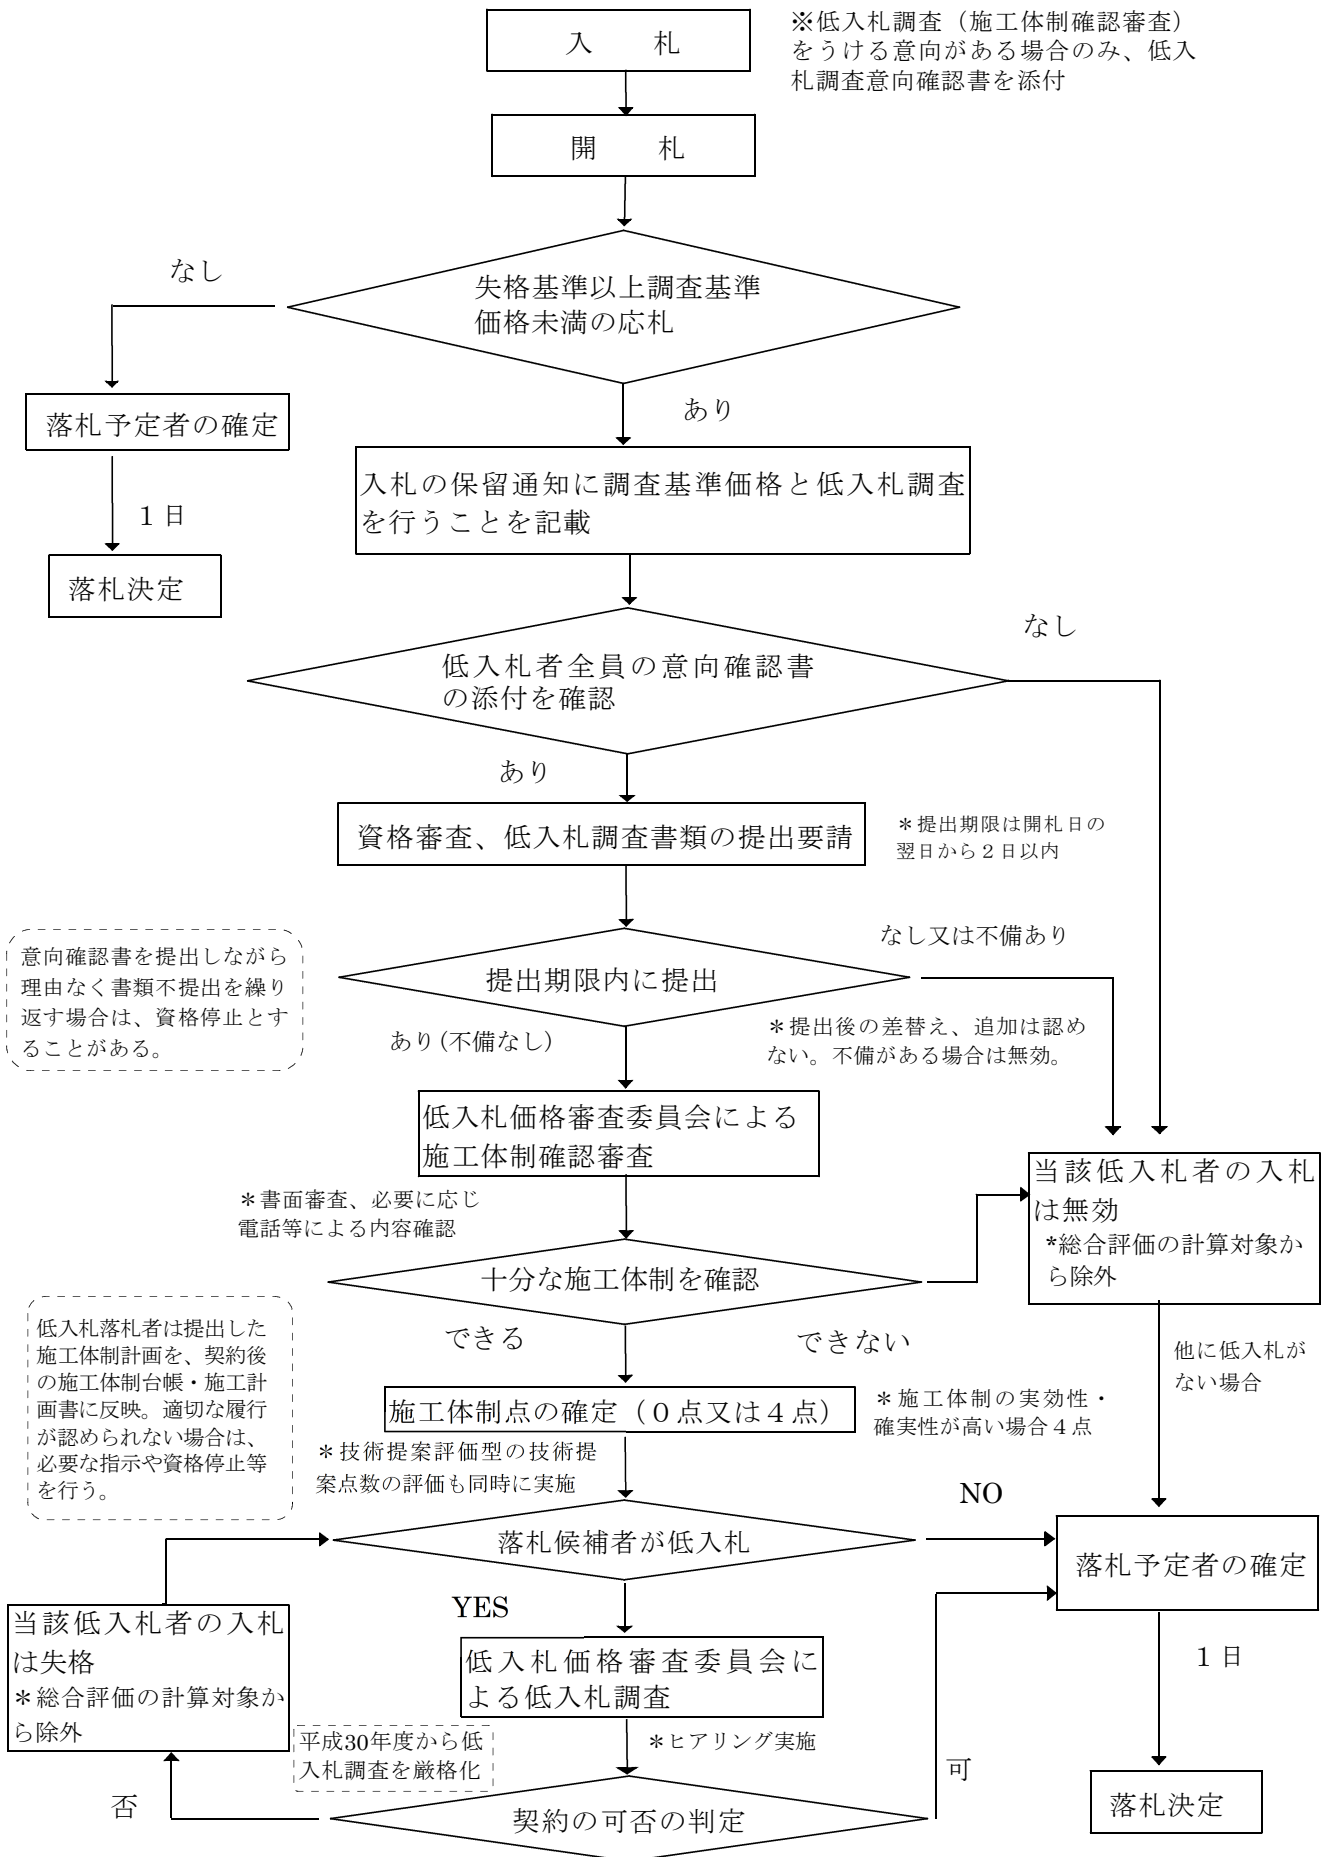 入　札
※低入札調査（施工体制確認審査）
をうける意向がある場合のみ、低入
札調査意向確認書を添付
開　札
なし
失格基準以上調査基準
価格未満の応札
あり
落札予定者の確定
1 日
落札決定
入札の保留通知に調査基準価格と低入札調査
を行うことを記載
なし
低入札者全員の意向確認書
の添付を確認
あり
資格審査、低入札調査書類の提出要請
＊提出期限は開札日の
翌日から２日以内
なし又は不備あり
意向確認書を提出しながら
理由なく書類不提出を繰り
返す場合は、資格停止とす
ることがある。
提出期限内に提出
あり(不備なし)
＊提出後の差替え、追加は認め
ない。不備がある場合は無効。
低入札価格審査委員会による
施工体制確認審査
当該低入札者の入札
は無効
*総合評価の計算対象か
ら除外
＊書面審査、必要に応じ
電話等による内容確認
十分な施工体制を確認
できる
できない
他に低入札が
ない場合
低入札落札者は提出した
施工体制計画を、契約後
の施工体制台帳・施工計
画書に反映。適切な履行
が認められない場合は、
必要な指示や資格停止等
を行う。
施工体制点の確定（０点又は４点）
＊施工体制の実効性・
確実性が高い場合４点
＊技術提案評価型の技術提
案点数の評価も同時に実施
NO
落札候補者が低入札
落札予定者の確定
YES
当該低入札者の入札
は失格
＊総合評価の計算対象か
ら除外
低入札価格審査委員会に
よる低入札調査
1 日
平成30年度から低
入札調査を厳格化
＊ヒアリング実施
可
否
契約の可否の判定
落札決定